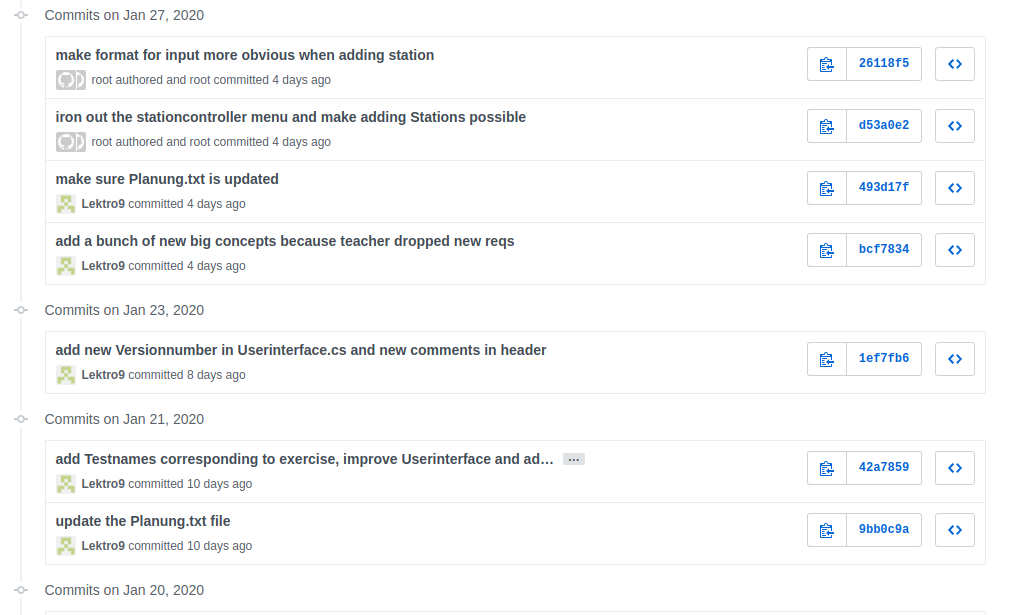 Commits on Jan 27, 2020
make format for input more obvious when adding station
root authored and root committed 4 days ago
26118f5
iron out the stationcontroller menu and make adding Stations possible
root authored and root committed 4 days ago
d53a0e2
make sure Planung.txt is updated
Lektro9 committed 4 days ago
493d17f
add a bunch of new big concepts because teacher dropped new reqs
Lektro9 committed 4 days ago
bcf7834
Commits on Jan 23, 2020
add new Versionnumber in Userinterface.cs and new comments in header
Lektro9 committed 8 days ago
1ef7fb6
Commits on Jan 21, 2020
add Testnames corresponding to exercise, improve Userinterface and ad… …
Lektro9 committed 10 days ago
42a7859
update the Planung.txt file
Lektro9 committed 10 days ago
9bb0c9a
Commits on Jan 20, 2020